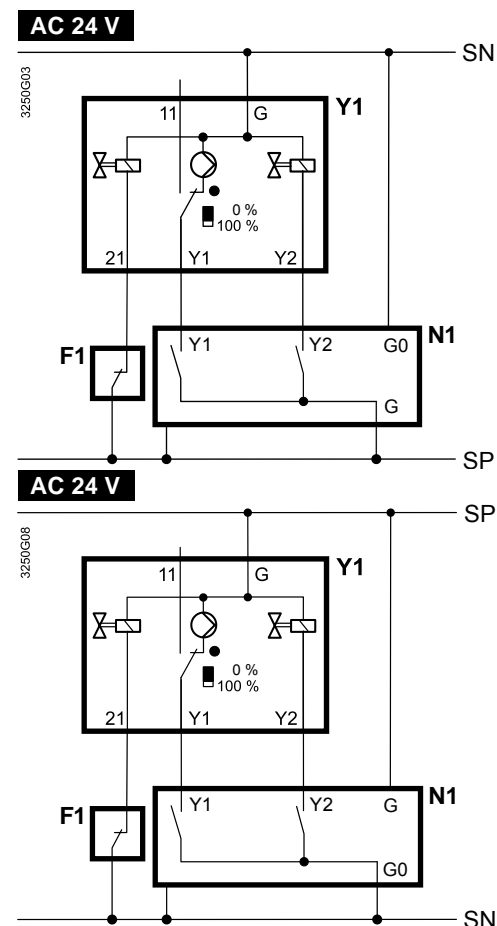 AC 24 V
SN
3250G03
11 G Y1
0 %
100 %
21 Y1 Y2
F1 Y1 Y2 G0 N1
G
SP
AC 24 V
SP
3250G08
11 G Y1
0 %
100 %
21 Y1 Y2
F1 Y1 Y2 G N1
G0
SN